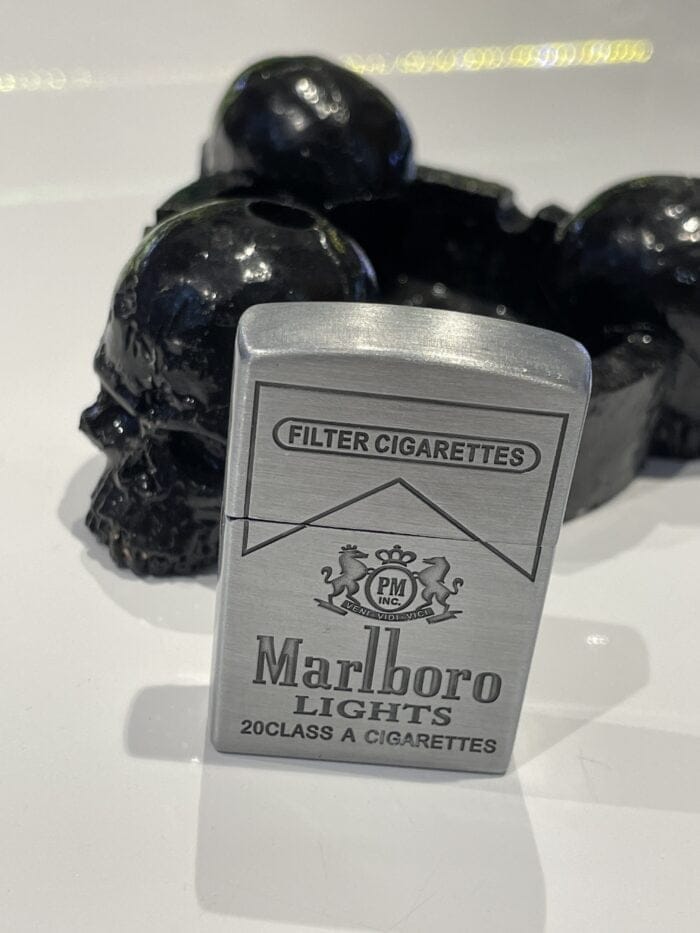 FILTER CIGARETTES
PM
INC.
VENI·VIDI·VICI
Marlboro
LIGHTS
20CLASS A CIGARETTES